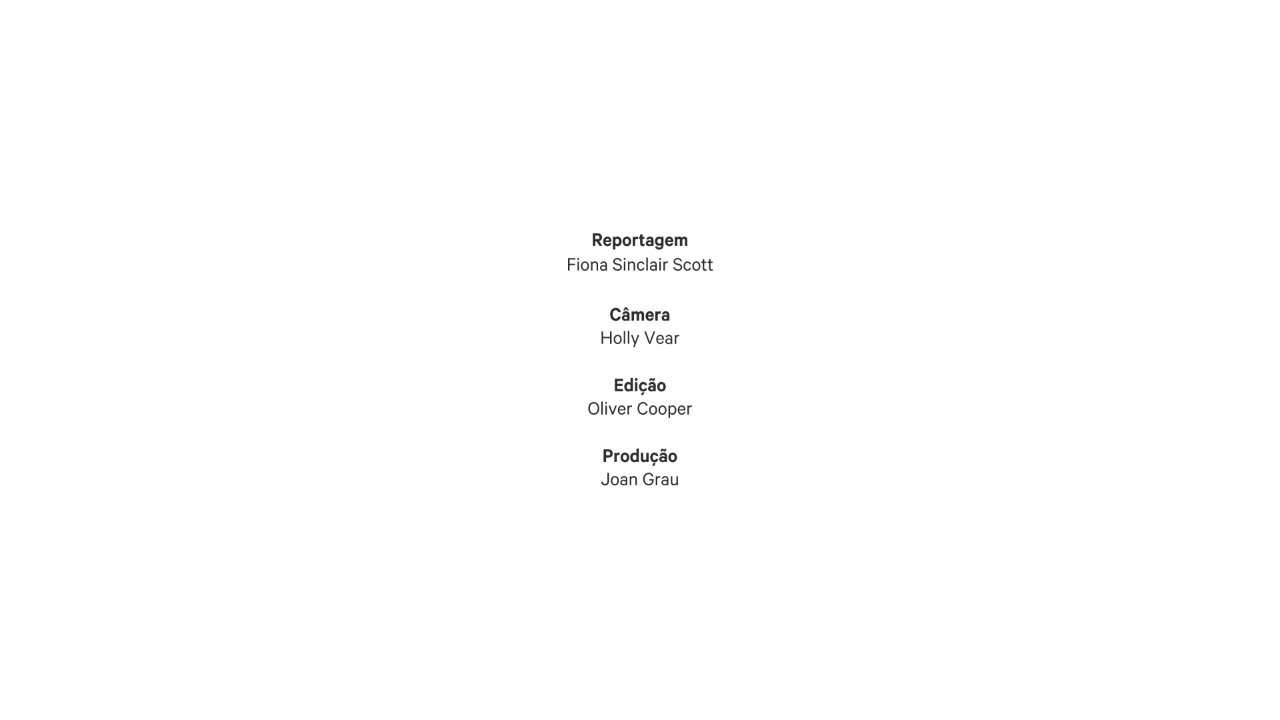 Reportagem
Fiona Sinclair Scott
Câmera
Holly Vear
Edição
Oliver Cooper
Produção
Joan Grau